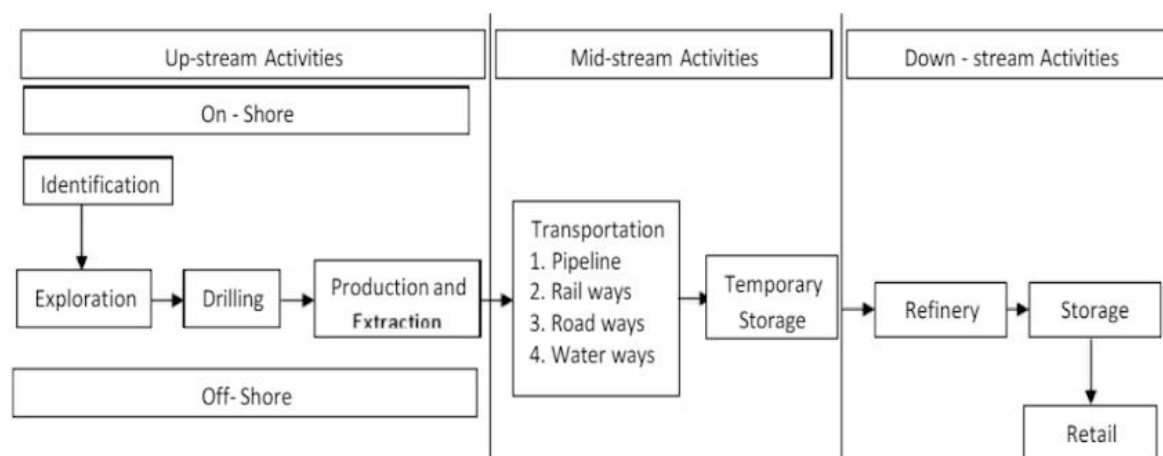 Up-stream Activities
Mid-stream Activities
Down - stream Activities
On - Shore
Identification
Exploration
Drilling
Production and
Extraction
Transportation
1. Pipeline
2. Rail ways
3. Road ways
4. Water ways
Temporary
Storage
Refinery
Storage
Off- Shore
Retail